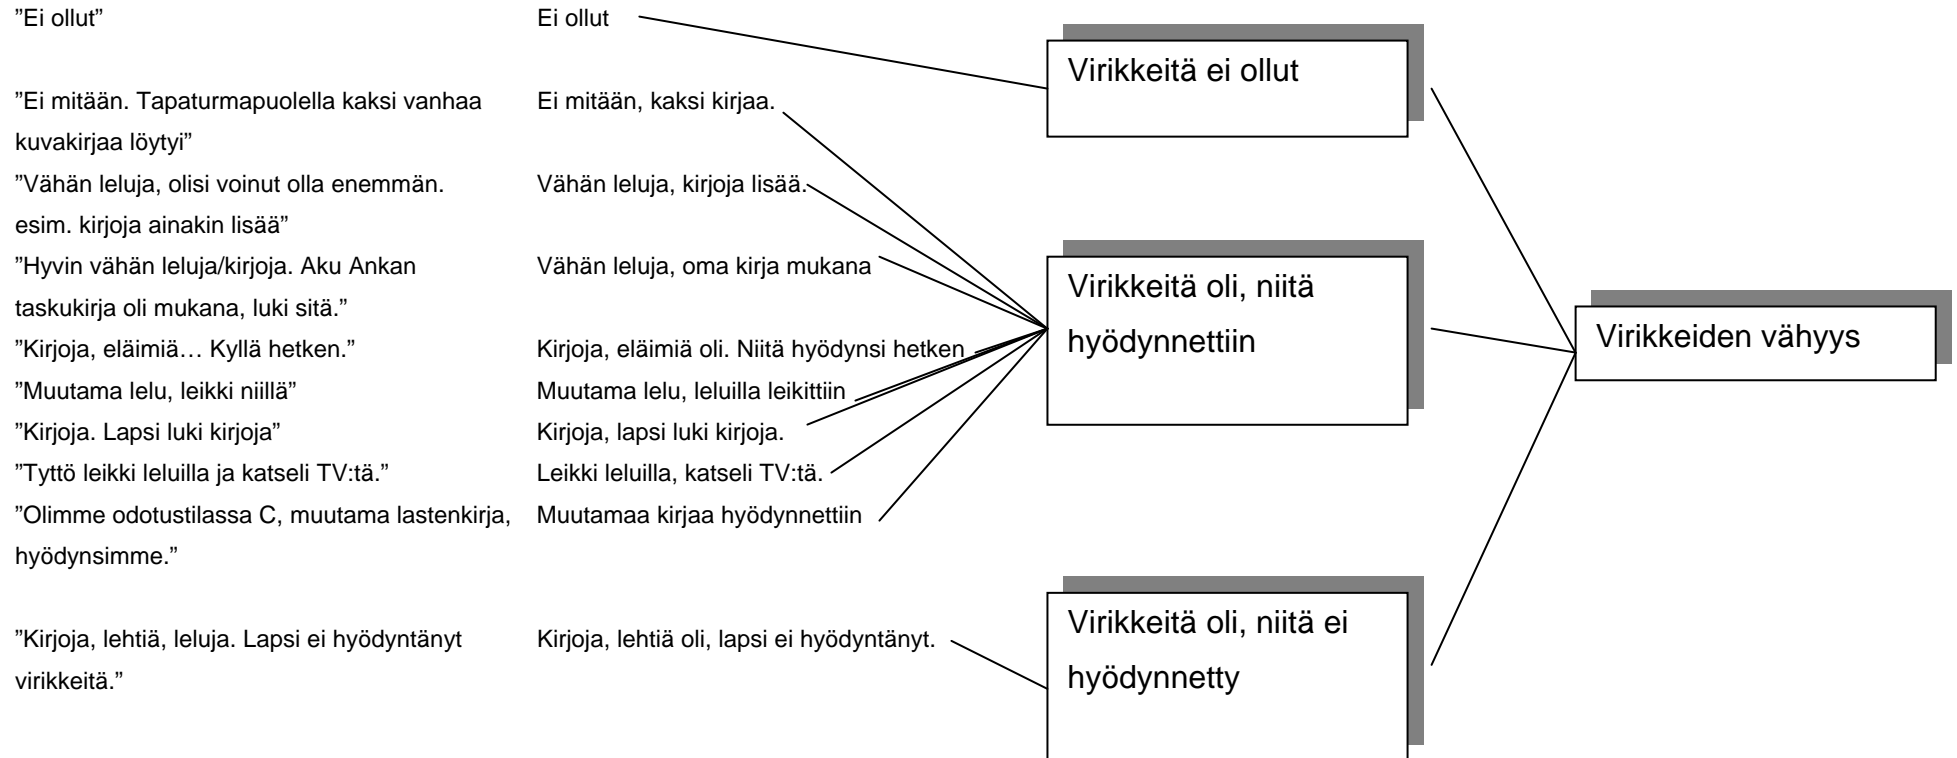 ”Ei ollut” Ei ollut
Virikkeitä ei ollut
”Ei mitään. Tapaturmapuolella kaksi vanhaa Ei mitään, kaksi kirjaa.
kuvakirjaa löytyi”
”Vähän leluja, olisi voinut olla enemmän. Vähän leluja, kirjoja lisää.
esim. kirjoja ainakin lisää”
”Hyvin vähän leluja/kirjoja. Aku Ankan Vähän leluja, oma kirja mukana
taskukirja oli mukana, luki sitä.”
”Kirjoja, eläimiä… Kyllä hetken.” Kirjoja, eläimiä oli. Niitä hyödynsi hetken
”Muutama lelu, leikki niillä” Muutama lelu, leluilla leikittiin
”Kirjoja. Lapsi luki kirjoja” Kirjoja, lapsi luki kirjoja.
”Tyttö leikki leluilla ja katseli TV:tä.” Leikki leluilla, katseli TV:tä.
”Olimme odotustilassa C, muutama lastenkirja, Muutamaa kirjaa hyödynnettiin
hyödynsimme.”
Virikkeitä oli, niitä
hyödynnettiin
Virikkeiden vähyys
”Kirjoja, lehtiä, leluja. Lapsi ei hyödyntänyt Kirjoja, lehtiä oli, lapsi ei hyödyntänyt.
virikkeitä.”
Virikkeitä oli, niitä ei
hyödynnetty